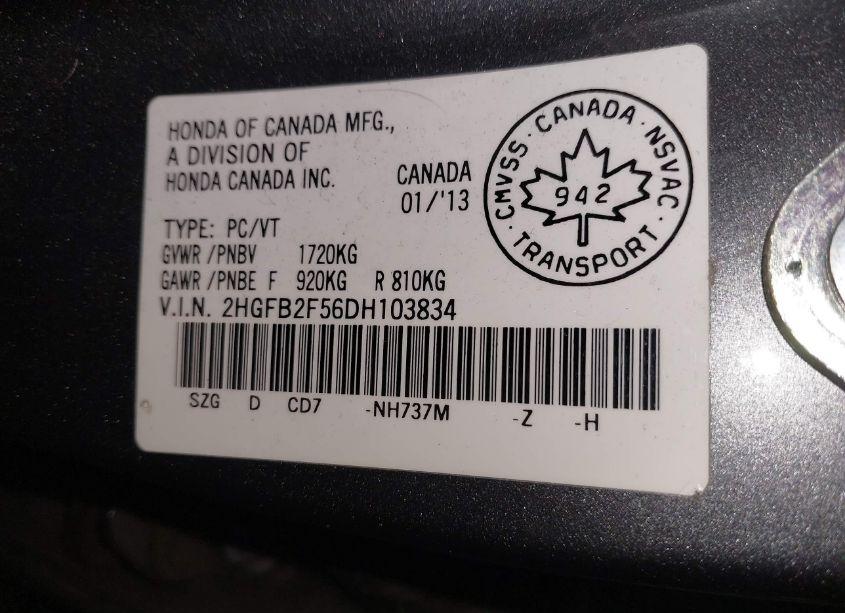 HONDA OF CANADA MFG.,
A DIVISION OF
HONDA CANADA INC.
CANADA
01/'13
TYPE: PC/VT
GVWR /PNBV 1720KG
GAWR /PNBE F 920KG R 810KG
V.I.N. 2HGFB2F56DH103834
SZG D CD7 -NH737M -Z -H
CMVSS · CANADA · NSVAC ·
942
TRANSPORT